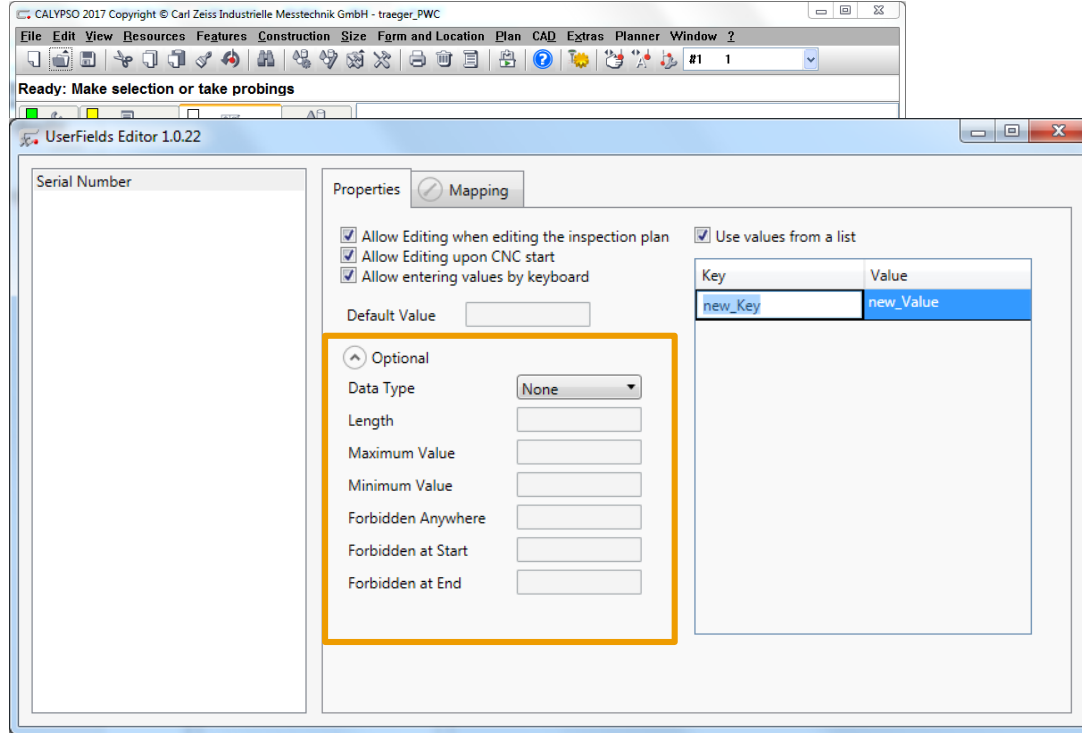 CALYPSO 2017 Copyright © Carl Zeiss Industrielle Messtechnik GmbH - traeger_PWC
File Edit View Resources Features Construction Size Form and Location Plan CAD Extras Planner Window ?
#1 1
Ready: Make selection or take probings
UserFields Editor 1.0.22
Serial Number
Properties Mapping
Allow Editing when editing the inspection plan
Allow Editing upon CNC start
Allow entering values by keyboard
Default Value
Optional
Data Type None
Length
Maximum Value
Minimum Value
Forbidden Anywhere
Forbidden at Start
Forbidden at End
Use values from a list
Key Value
new_Key new_Value